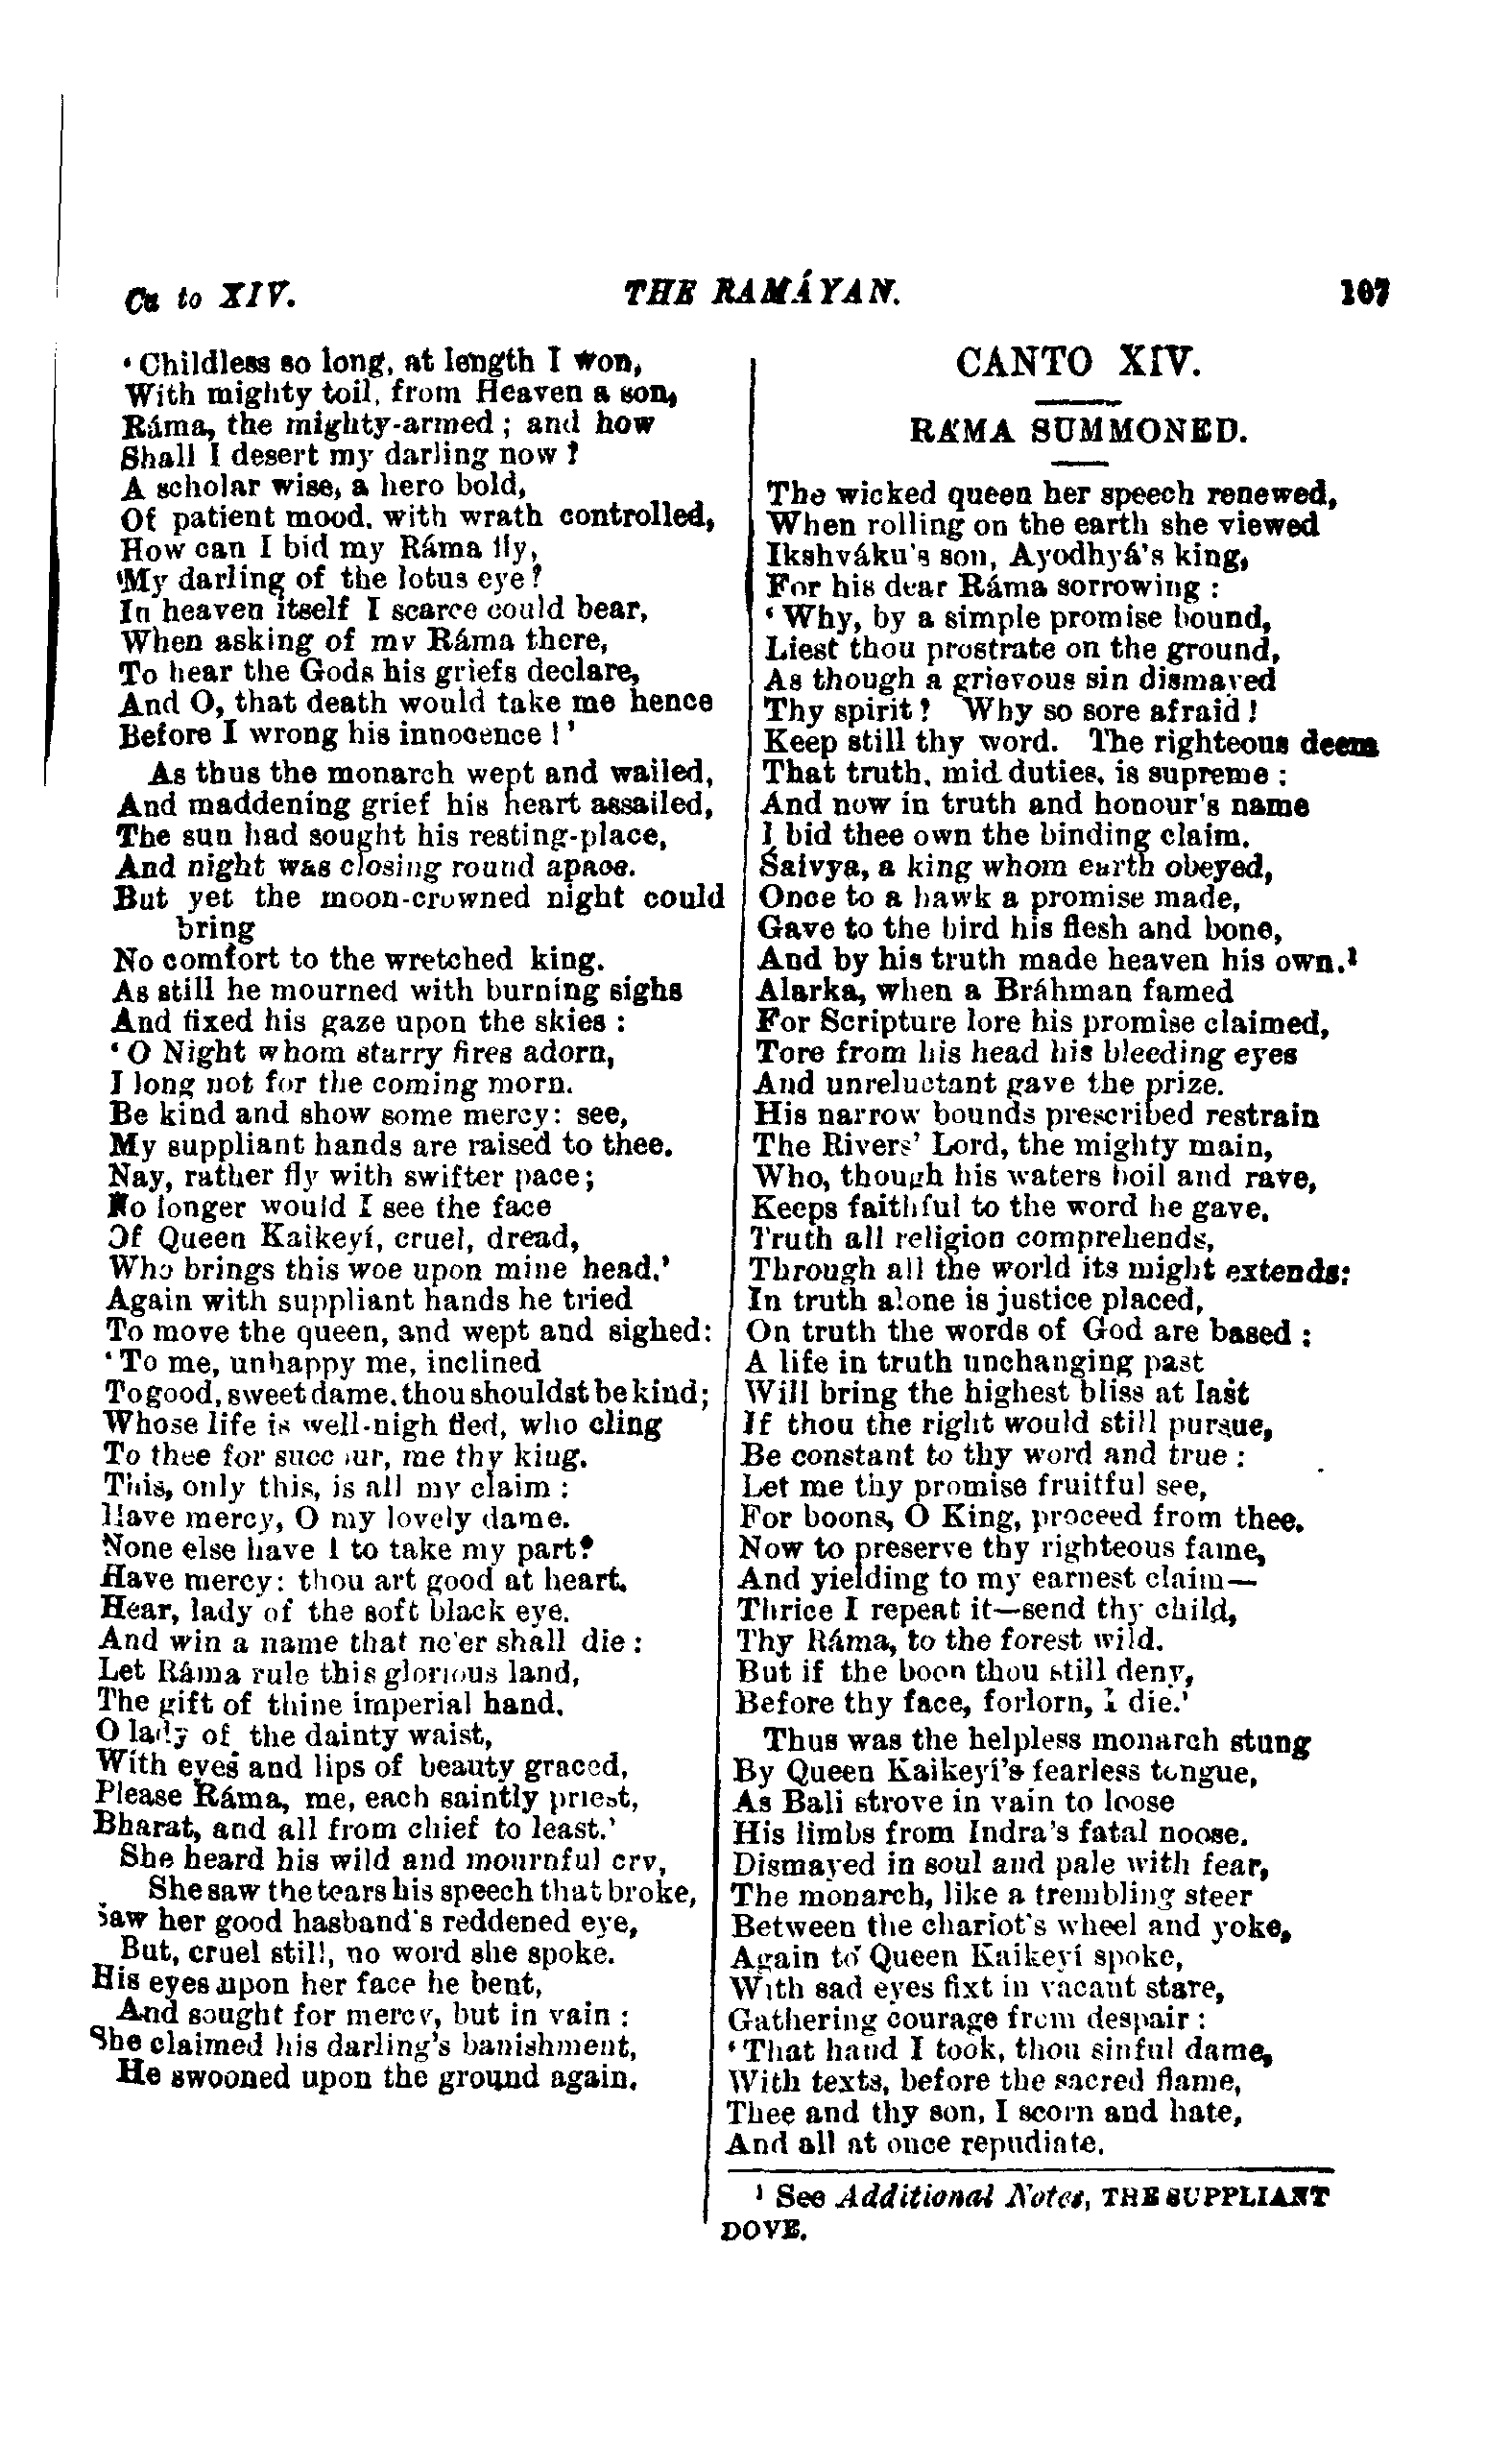 Canto XIV.
THE RAMÁYAN.
107
‘Childless so long, at length I won,
With mighty toil, from Heaven a son,
Ráma, the mighty-armed; and how
Shall I desert my darling now?
A scholar wise, a hero bold,
Of patient mood, with wrath controlled,
How can I bid my Ráma fly,
My darling of the lotus eye?
In heaven itself I scarce could bear,
When asking of my Ráma there,
To hear the Gods his griefs declare,
And O, that death would take me hence
Before I wrong his innocence!’
As thus the monarch wept and wailed,
And maddening grief his heart assailed,
The sun had sought his resting-place,
And night was closing round apace.
But yet the moon-crowned night could
bring
No comfort to the wretched king.
As still he mourned with burning sighs
And fixed his gaze upon the skies:
‘O Night whom starry fires adorn,
I long not for the coming morn.
Be kind and show some mercy: see,
My suppliant hands are raised to thee.
Nay, rather fly with swifter pace;
No longer would I see the face
Of Queen Kaikeyí, cruel, dread,
Who brings this woe upon mine head.’
Again with suppliant hands he tried
To move the queen, and wept and sighed:
‘To me, unhappy me, inclined
To good, sweet dame, thou shouldst be kind;
Whose life is well-nigh fled, who cling
To thee for succour, me thy king.
This, only this, is all my claim:
Have mercy, O my lovely dame.
None else have I to take my part?
Have mercy: thou art good at heart.
Hear, lady of the soft black eye,
And win a name that ne'er shall die:
Let Ráma rule this glorious land,
The gift of thine imperial hand.
O lady of the dainty waist,
With eyes and lips of beauty graced,
Please Ráma, me, each saintly priest,
Bharat, and all from chief to least.’
She heard his wild and mournful cry,
She saw the tears his speech that broke,
Saw her good hasband's reddened eye,
But, cruel still, no word she spoke.
His eyes upon her face he bent,
And sought for mercy, but in vain:
She claimed his darling's banishment,
He swooned upon the ground again.
CANTO XIV.
RÁMA SUMMONED.
The wicked queen her speech renewed,
When rolling on the earth she viewed
Ikshváku's son, Ayodhyá's king,
For his dear Ráma sorrowing:
‘Why, by a simple promise bound,
Liest thou prostrate on the ground,
As though a grievous sin dismayed
Thy spirit! Why so sore afraid!
Keep still thy word. The righteous deem
That truth, mid duties, is supreme:
And now in truth and honour's name
I bid thee own the binding claim.
Śaivya, a king whom earth obeyed,
Once to a hawk a promise made,
Gave to the bird his flesh and bone,
And by his truth made heaven his own.¹
Alarka, when a Bráhman famed
For Scripture lore his promise claimed,
Tore from his head his bleeding eyes
And unreluctant gave the prize.
His narrow bounds prescribed restrain
The Rivers' Lord, the mighty main,
Who, though his waters boil and rave,
Keeps faithful to the word he gave.
Truth all religion comprehends,
Through all the world its might extends:
In truth alone is justice placed,
On truth the words of God are based:
A life in truth unchanging past
Will bring the highest bliss at last
If thou the right would still pursue,
Be constant to thy word and true:
Let me thy promise fruitful see,
For boons, O King, proceed from thee.
Now to preserve thy righteous fame,
And yielding to my earnest claim—
Thrice I repeat it—send thy child,
Thy Ráma, to the forest wild.
But if the boon thou still deny,
Before thy face, forlorn, I die.’
Thus was the helpless monarch stung
By Queen Kaikeyí's fearless tongue,
As Bali strove in vain to loose
His limbs from Indra's fatal noose.
Dismayed in soul and pale with fear,
The monarch, like a trembling steer
Between the chariot's wheel and yoke,
Again to Queen Kaikeyí spoke,
With sad eyes fixt in vacant stare,
Gathering courage from despair:
‘That hand I took, thou sinful dame,
With texts, before the sacred flame,
Thee and thy son, I scorn and hate,
And all at once repudiate.
¹ See Additional Notes, THE SUPPLIANT
DOVE.